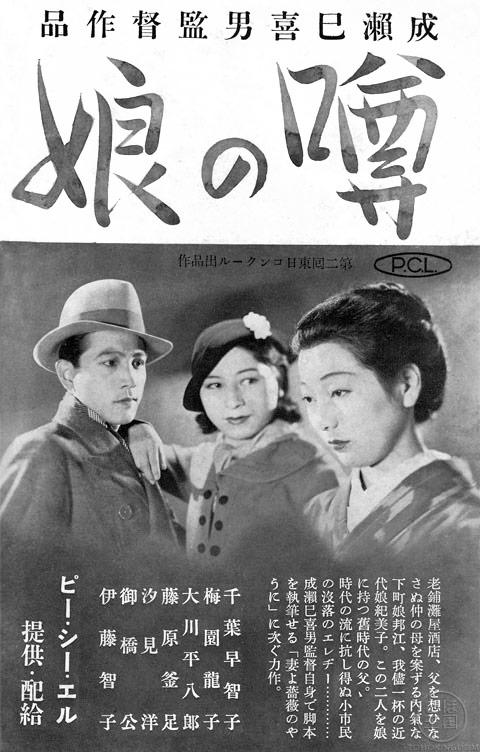 成瀬巳喜男監督作品
噂の娘
P.C.L.
第二囘東日コンクール出品作
老鋪灘屋酒店、父を想ひな
さぬ仲の母を案ずる内氣な
下町娘邦江、我儘一杯の近
代娘紀美子。この二人を娘
に持つ舊時代の父。
時代の流に抗し得ぬ小市民
の沒落のエレヂー…………
成瀬巳喜男監督自身で脚本
を執筆せる「妻よ薔薇のや
うに」に次ぐ力作。
千葉早智子
梅園龍子
大川平八郎
藤原釜足
汐見洋
御橋公
伊藤智子
ピー・シー・エル
提供・配給
TOHOKINGDOM.COM